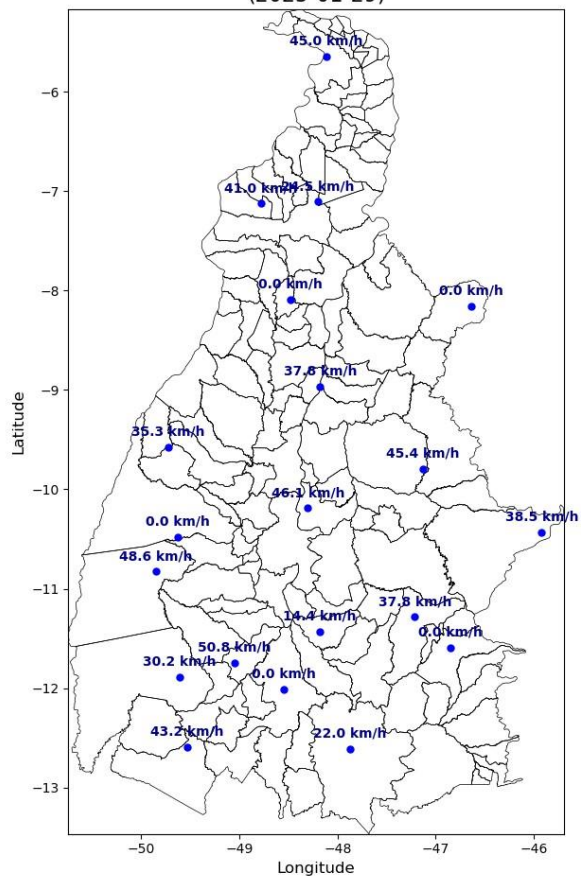 45.0 km/h
−6
41.0 km/h
−7
0.0 km/h
0.0 km/h
−8
37.8 km/h
−9
35.3 km/h
45.4 km/h
46.1 km/h
−10
38.5 km/h
0.0 km/h
48.6 km/h
−11
37.8 km/h
14.4 km/h
0.0 km/h
50.8 km/h
30.2 km/h
0.0 km/h
−12
43.2 km/h
22.0 km/h
−13
−50
−49
−48
−47
−46
Longitude
Latitude